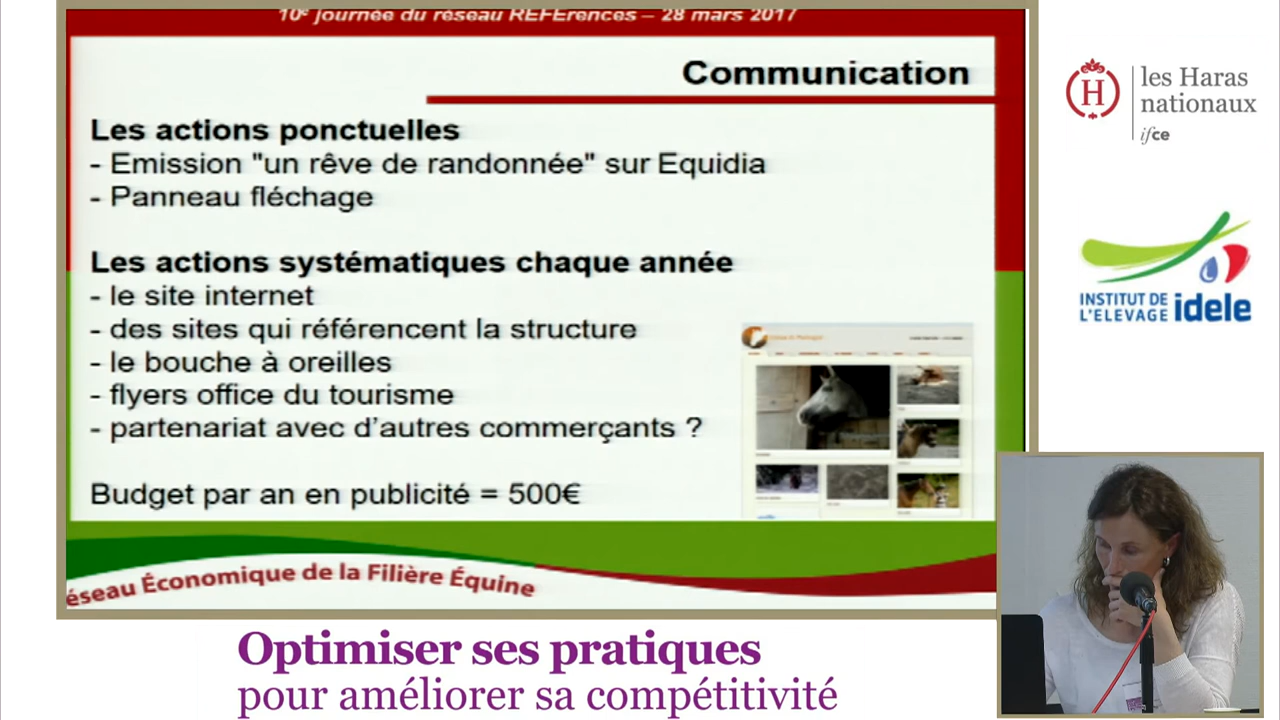 10e journée du réseau REFErences – 28 mars 2017
Communication
Les actions ponctuelles
- Emission "un rêve de randonnée" sur Equidia
- Panneau fléchage
Les actions systématiques chaque année
- le site internet
- des sites qui référencent la structure
- le bouche à oreilles
- flyers office du tourisme
- partenariat avec d'autres commerçants ?
Budget par an en publicité = 500€
éseau Économique de la Filière Équine
Optimiser ses pratiques
pour améliorer sa compétitivité
H
les Haras
nationaux
ifce
INSTITUT DE
L'ELEVAGE idele